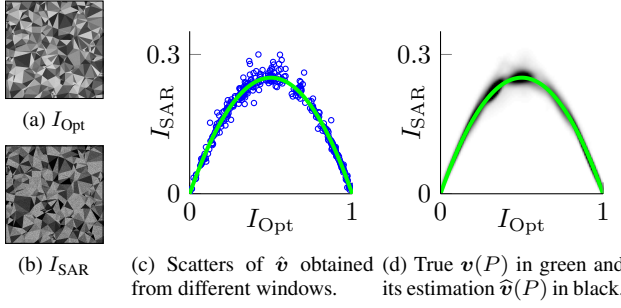 (a) I_Opt
(b) I_SAR
0.3
I_SAR
0
0
I_Opt
1
(c) Scatters of v̂ obtained
from different windows.
0.3
I_SAR
0
0
I_Opt
1
(d) True v(P) in green and
its estimation v̂(P) in black.